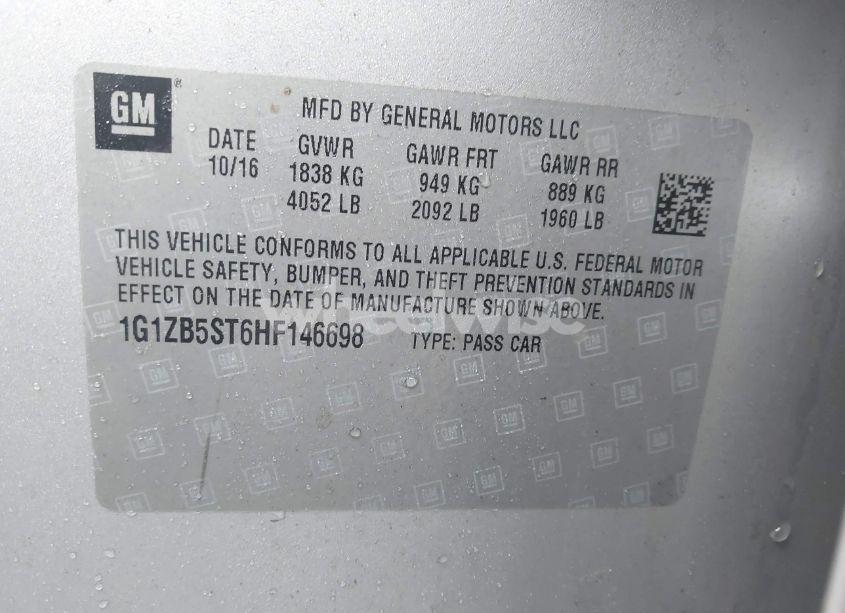 GM ®
MFD BY GENERAL MOTORS LLC
DATE GVWR GAWR FRT GAWR RR
10/16 1838 KG 949 KG 889 KG
4052 LB 2092 LB 1960 LB
THIS VEHICLE CONFORMS TO ALL APPLICABLE U.S. FEDERAL MOTOR
VEHICLE SAFETY, BUMPER, AND THEFT PREVENTION STANDARDS IN
EFFECT ON THE DATE OF MANUFACTURE SHOWN ABOVE.
wheelwise
1G1ZB5ST6HF146698 TYPE: PASS CAR